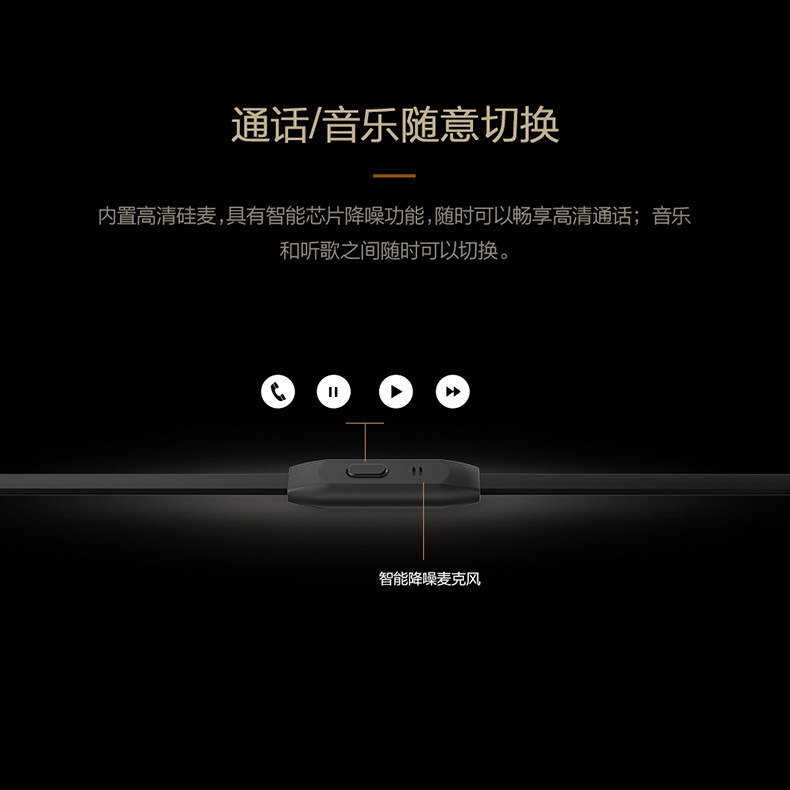 通话/音乐随意切换
内置高清硅麦,具有智能芯片降噪功能,随时可以畅享高清通话；音乐
和听歌之间随时可以切换。
智能降噪麦克风